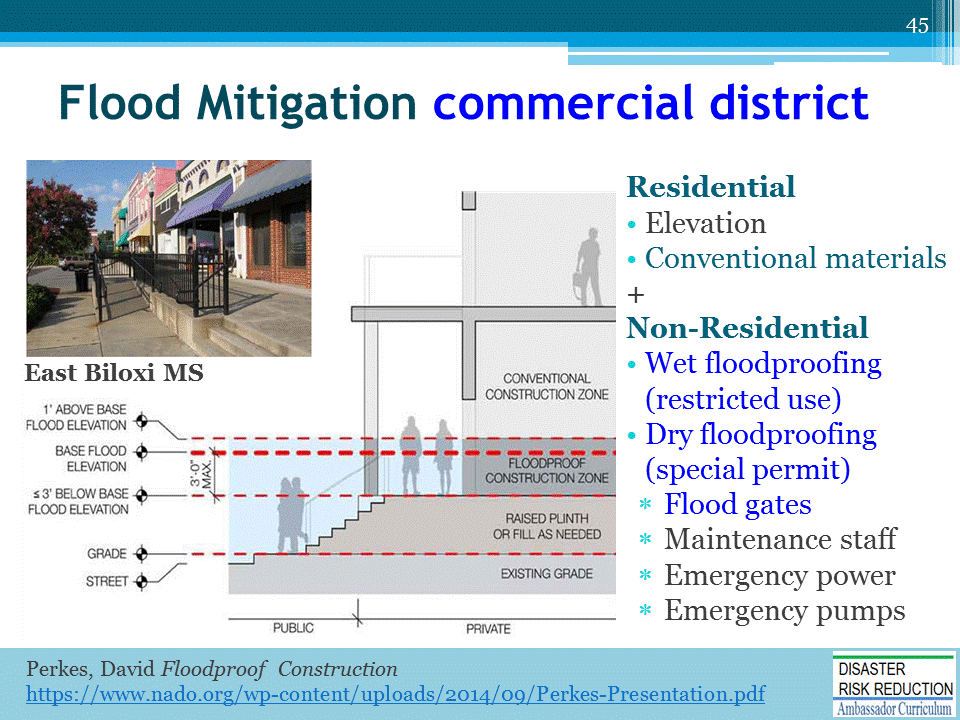 45
Flood Mitigation commercial district
East Biloxi MS
1' ABOVE BASE
FLOOD ELEVATION
BASE FLOOD
ELEVATION
≤ 3' BELOW BASE
FLOOD ELEVATION
GRADE
STREET
3'-0"
MAX.
CONVENTIONAL
CONSTRUCTION ZONE
FLOODPROOF
CONSTRUCTION ZONE
RAISED PLINTH
OR FILL AS NEEDED
EXISTING GRADE
PUBLIC
PRIVATE
Residential
• Elevation
• Conventional materials
+
Non-Residential
• Wet floodproofing
(restricted use)
• Dry floodproofing
(special permit)
* Flood gates
* Maintenance staff
* Emergency power
* Emergency pumps
Perkes, David Floodproof Construction
https://www.nado.org/wp-content/uploads/2014/09/Perkes-Presentation.pdf
DISASTER
RISK REDUCTION
Ambassador Curriculum